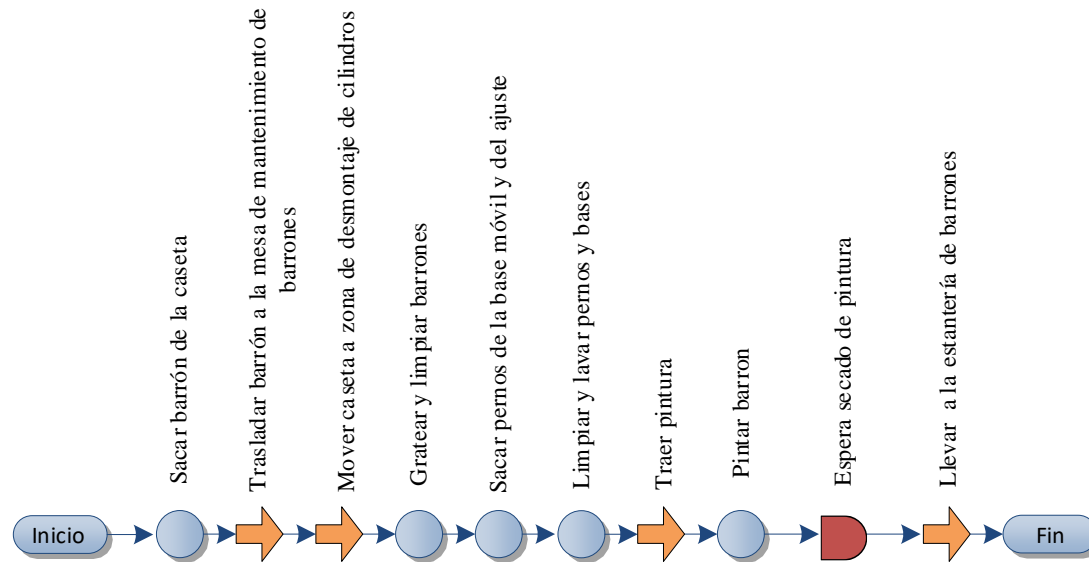 Inicio
Sacar barrón de la caseta
Trasladar barrón a la mesa de mantenimiento de
barrones
Mover caseta a zona de desmontaje de cilindros
Gratear y limpiar barrones
Sacar pernos de la base móvil y del ajuste
Limpiar y lavar pernos y bases
Traer pintura
Pintar barron
Espera secado de pintura
Llevar a la estantería de barrones
Fin